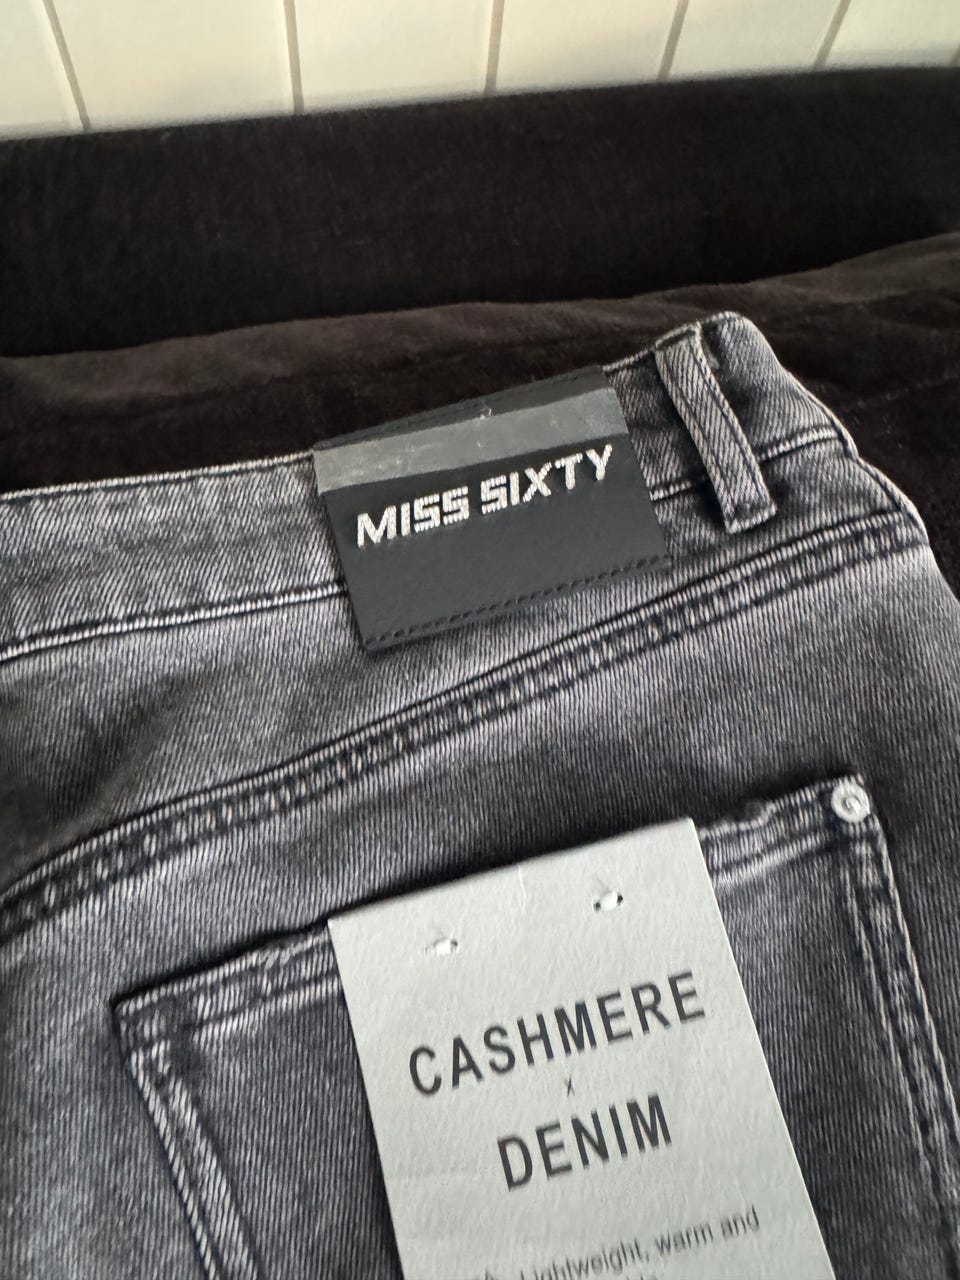 MISS SIXTY
CASHMERE
x
DENIM
Lightweight, warm and